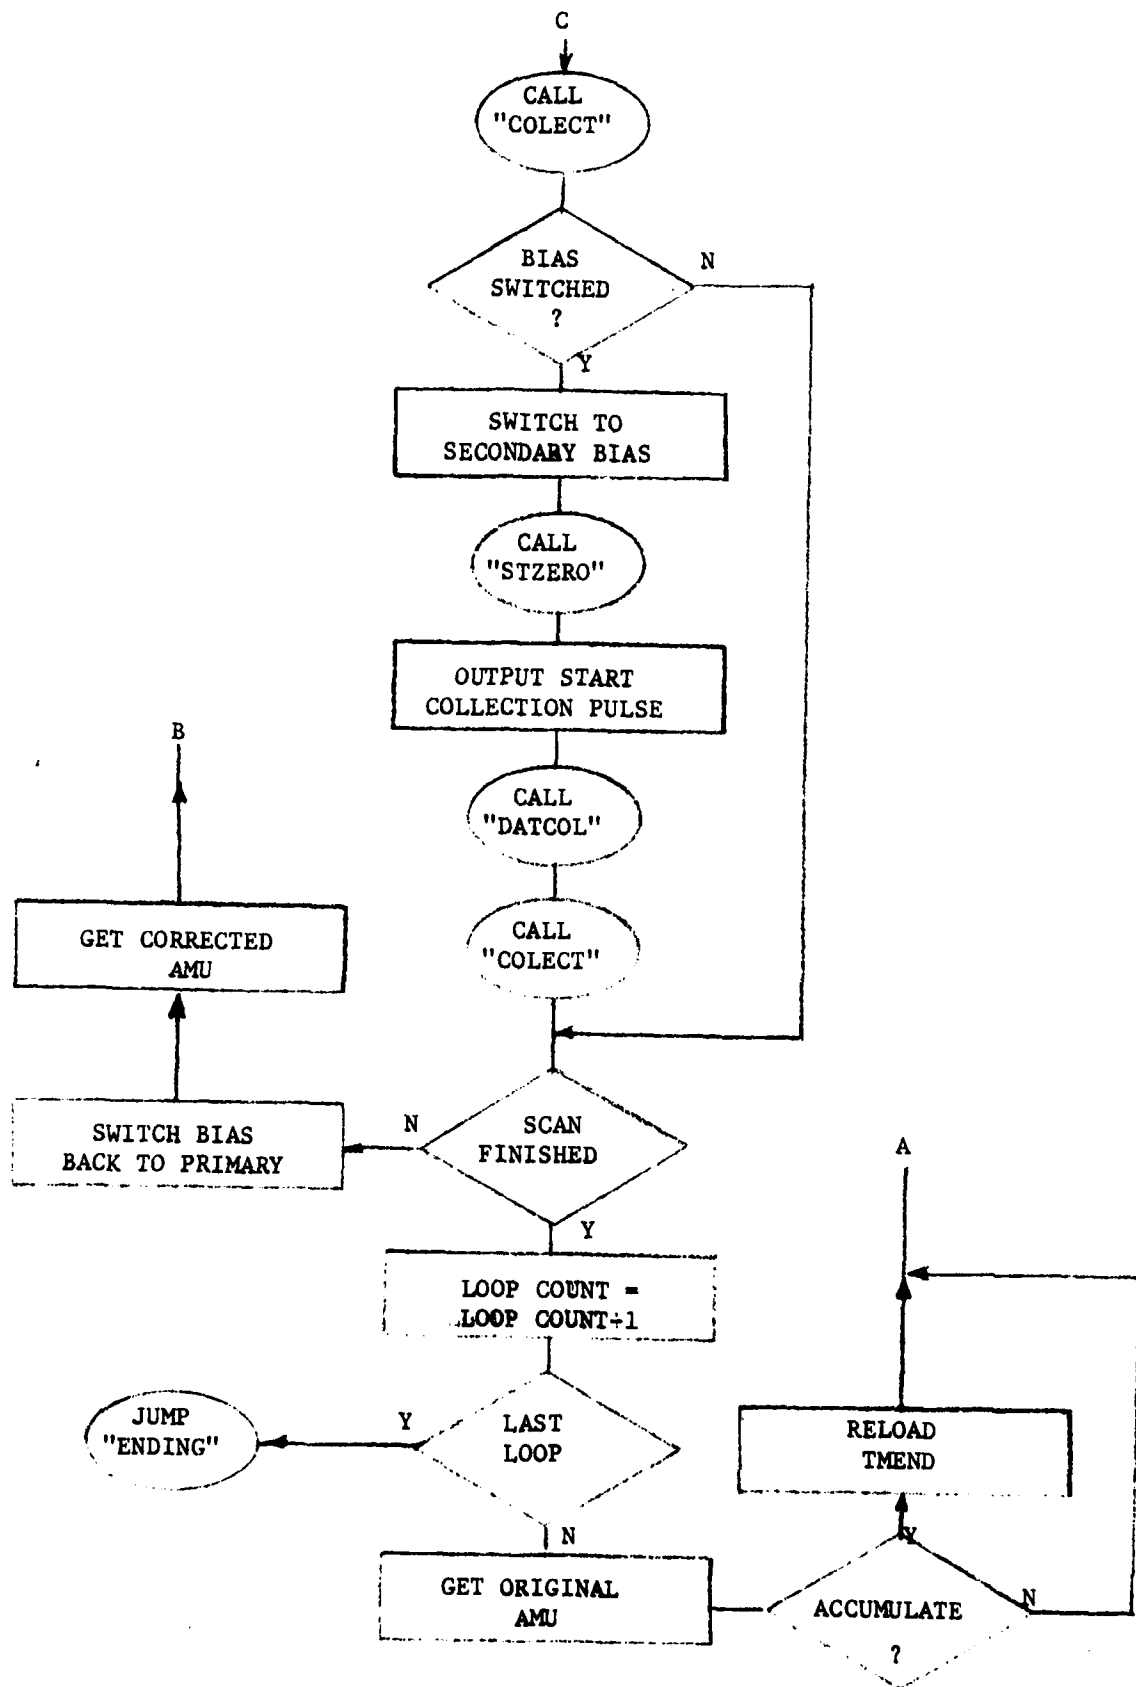 C
CALL
"COLECT"
BIAS
SWITCHED
?
N
Y
SWITCH TO
SECONDARY BIAS
CALL
"STZERO"
OUTPUT START
COLLECTION PULSE
B
CALL
"DATCOL"
GET CORRECTED
AMU
CALL
"COLECT"
SWITCH BIAS
BACK TO PRIMARY
N
SCAN
FINISHED
Y
A
LOOP COUNT =
LOOP COUNT+1
JUMP
"ENDING"
Y
LAST
LOOP
N
RELOAD
TMEND
GET ORIGINAL
AMU
Y
ACCUMULATE
?
N